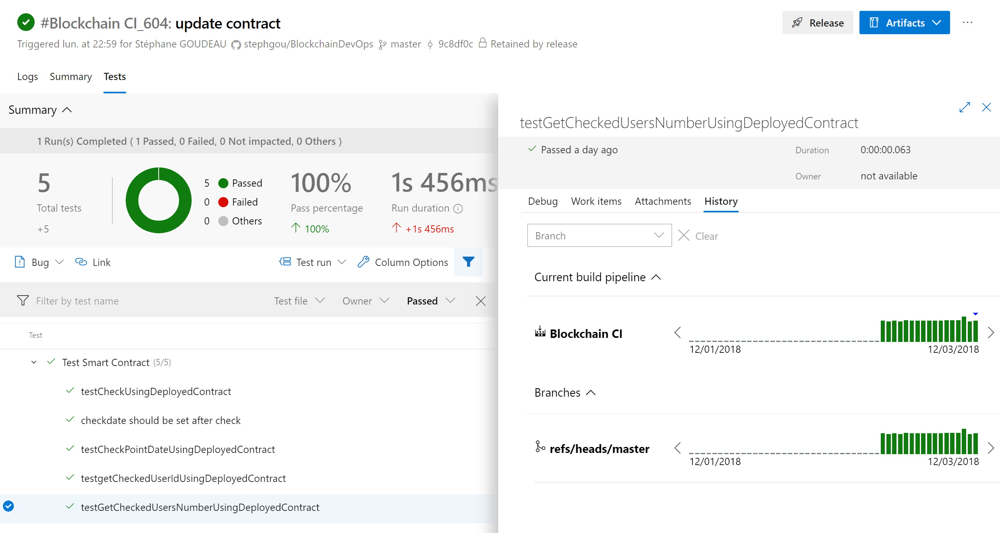 #Blockchain CI_604: update contract
Release
Artifacts
Triggered lun. at 22:59 for Stéphane GOUDEAU stephgou/BlockchainDevOps master 9c8df0c Retained by release
Logs Summary Tests
Summary
1 Run(s) Completed ( 1 Passed, 0 Failed, 0 Not impacted, 0 Others )
5
Total tests
+5
5 Passed
0 Failed
0 Others
100%
Pass percentage
100%
1s 456ms
Run duration
+1s 456ms
Bug Link Test run Column Options
Filter by test name Test file Owner Passed
Test
Test Smart Contract (5/5)
testCheckUsingDeployedContract
checkdate should be set after check
testCheckPointDateUsingDeployedContract
testgetCheckedUserIdUsingDeployedContract
testGetCheckedUsersNumberUsingDeployedContract
testGetCheckedUsersNumberUsingDeployedContract
Passed a day ago
Duration 0:00:00.063
Owner not available
Debug Work items Attachments History
Branch
Clear
Current build pipeline
Blockchain CI
12/01/2018 12/03/2018
Branches
refs/heads/master
12/01/2018 12/03/2018